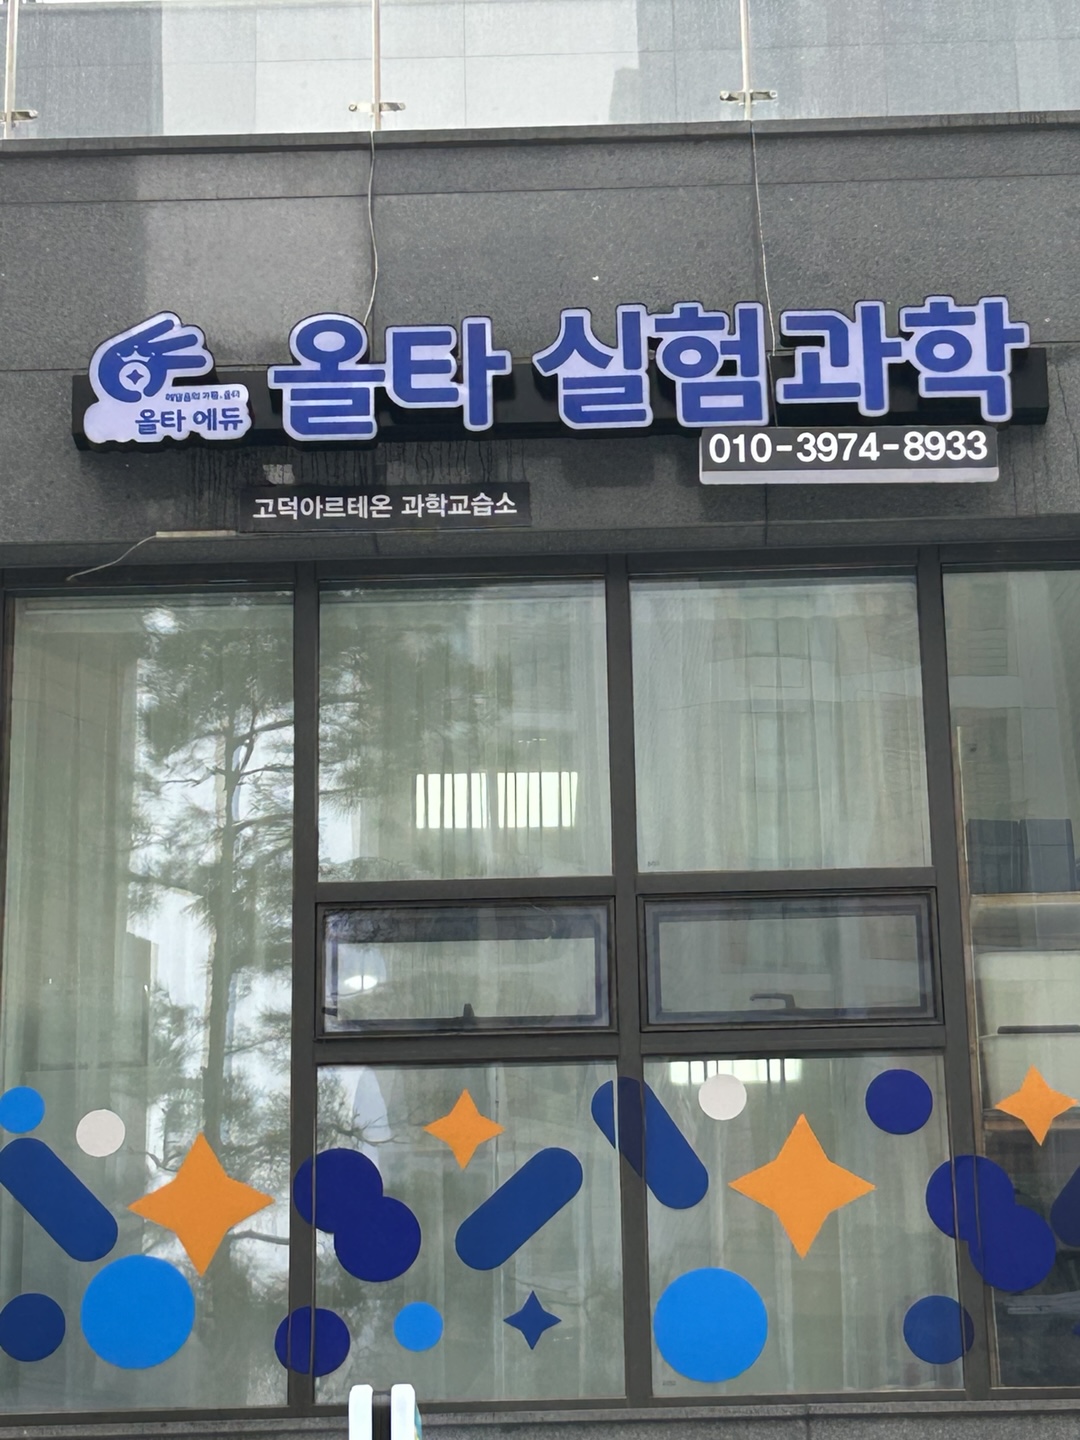 올타 실험과학
올타 에듀
010-3974-8933
고덕아르테온 과학교습소